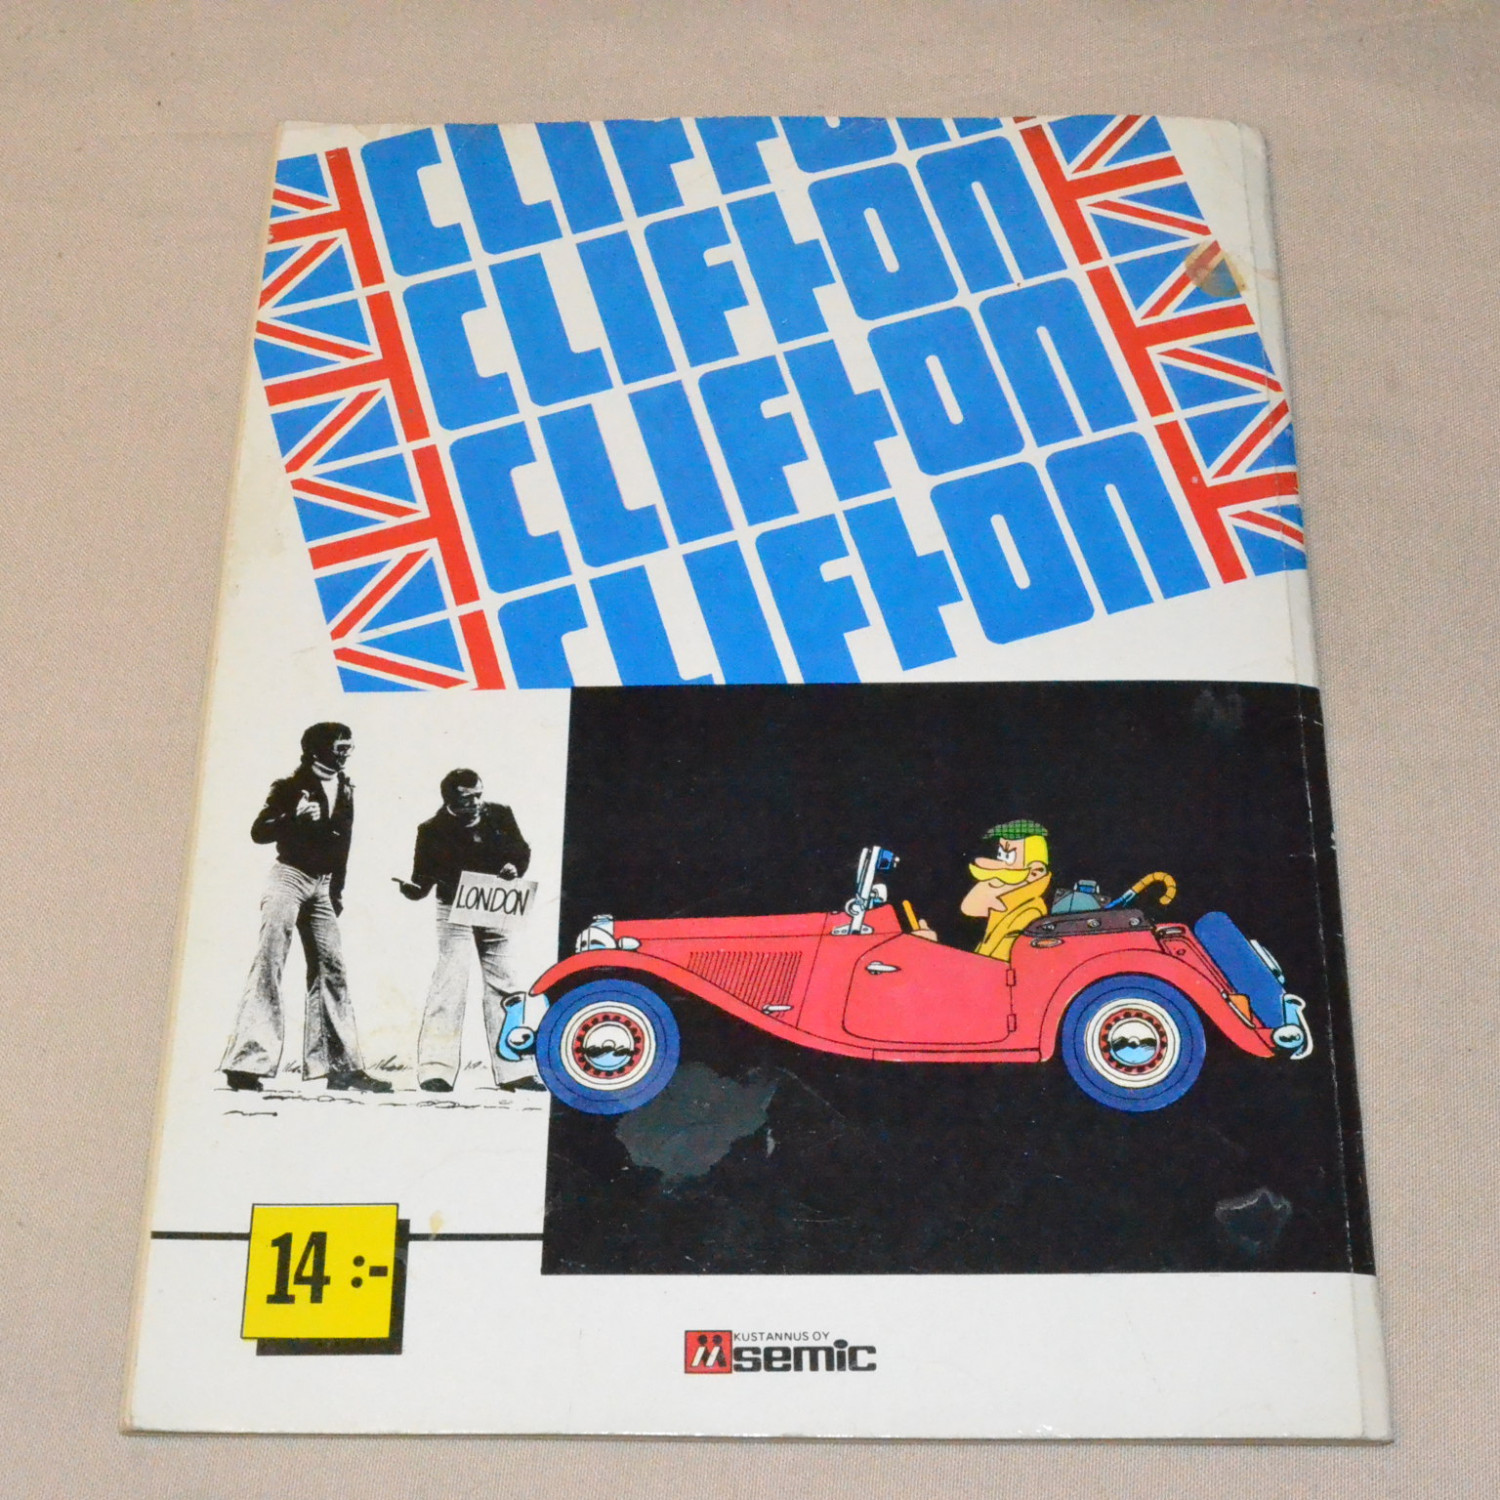 CLIFTON
CLIFTON
CLIFTON
CLIFTON
LONDON
14:-
KUSTANNUS OY
semic